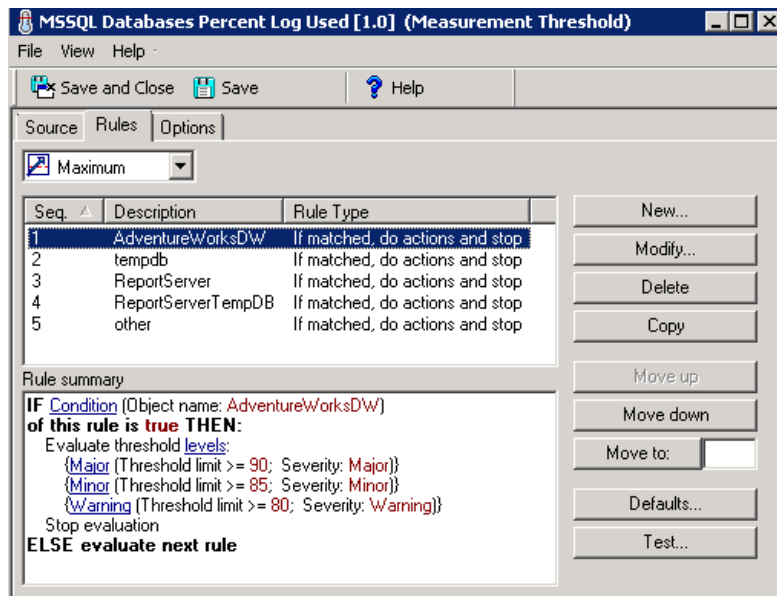 MSSQL Databases Percent Log Used [1.0] (Measurement Threshold)
File View Help
Save and Close Save Help
Source Rules Options
Maximum
Seq. Description Rule Type
1 AdventureWorksDW If matched, do actions and stop
2 tempdb If matched, do actions and stop
3 ReportServer If matched, do actions and stop
4 ReportServerTempDB If matched, do actions and stop
5 other If matched, do actions and stop
New...
Modify...
Delete
Copy
Move up
Move down
Move to:
Defaults...
Test...
Rule summary
IF Condition (Object name: AdventureWorksDW)
of this rule is true THEN:
Evaluate threshold levels:
{Major (Threshold limit >= 90; Severity: Major)}
{Minor (Threshold limit >= 85; Severity: Minor)}
{Warning (Threshold limit >= 80; Severity: Warning)}
Stop evaluation
ELSE evaluate next rule